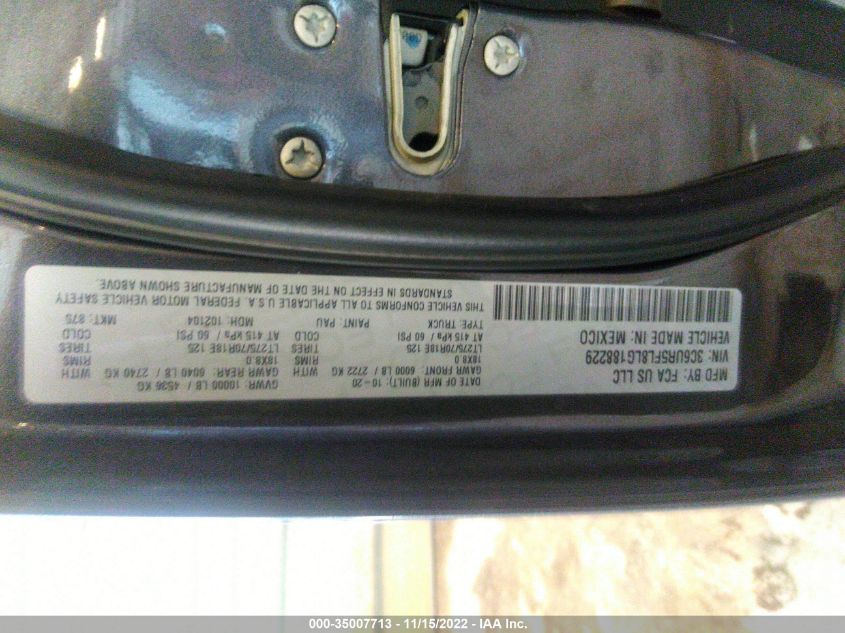 MFD BY: FCA US LLC
DATE OF MFR (BUILT): 10-20
GVWR: 10000 LB / 4536 KG
GAWR FRONT: 6000 LB / 2722 KG WITH
18X8.0 RIMS
LT275/70R18E 125 TIRES
AT 415 kPa / 60 PSI COLD
GAWR REAR: 6040 LB / 2740 KG WITH
18X8.0 RIMS
LT275/70R18E 125 TIRES
AT 415 kPa / 60 PSI COLD
VIN: 3C6UR5FL8LG188229
TYPE: TRUCK
PAINT: PAU
MDH: 102104
MKT: 875
VEHICLE MADE IN: MEXICO
THIS VEHICLE CONFORMS TO ALL APPLICABLE U.S.A. FEDERAL MOTOR VEHICLE SAFETY
STANDARDS IN EFFECT ON THE DATE OF MANUFACTURE SHOWN ABOVE.
000-35007713 - 11/15/2022 - IAA Inc.